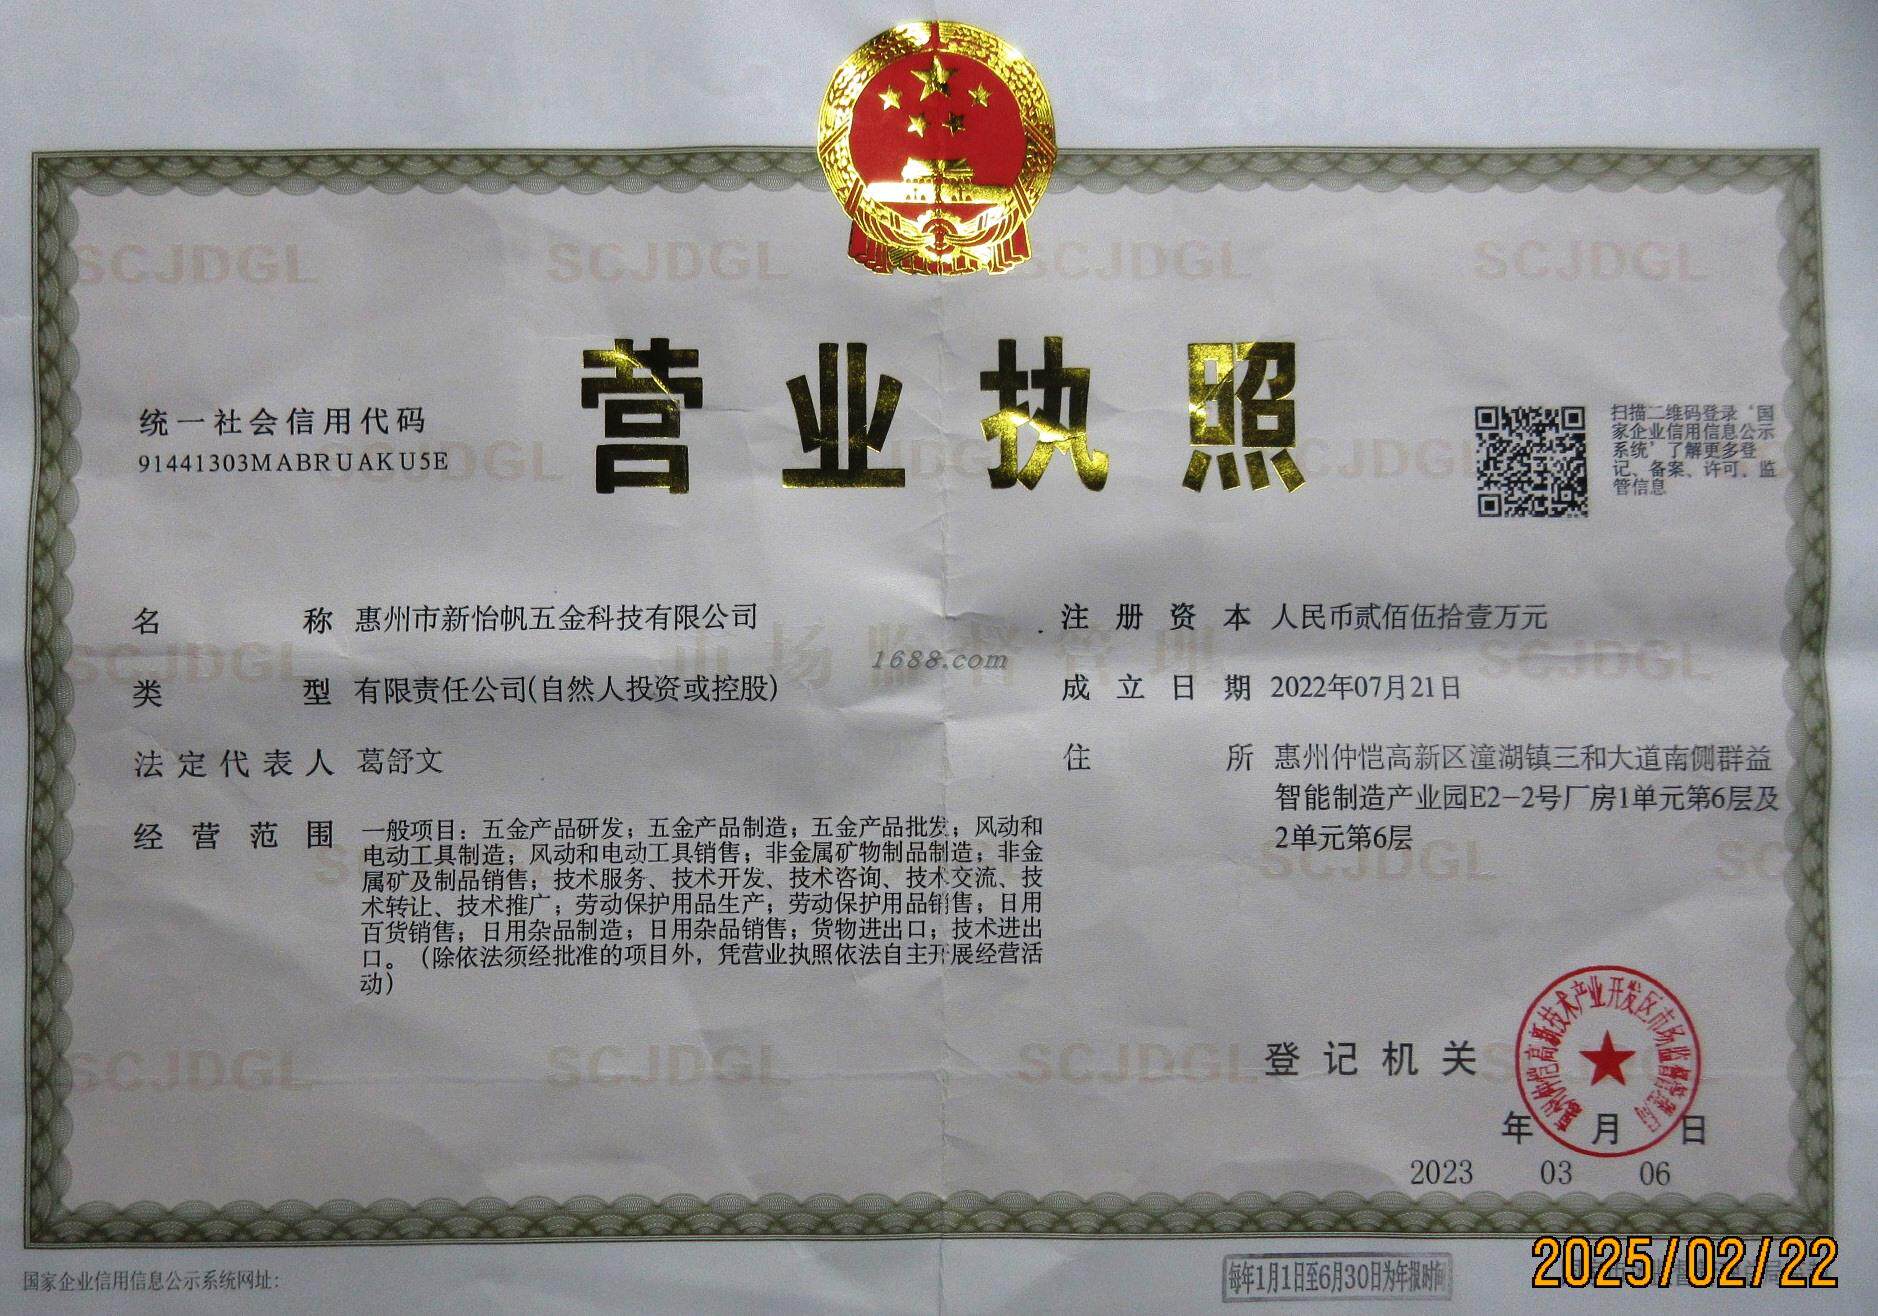 营业执照
统一社会信用代码
91441303MABRUAKU5E
扫描二维码登录‘国
家企业信用信息公示
系统’了解更多登
记、备案、许可、监
管信息
名称 惠州市新怡帆五金科技有限公司
类型 有限责任公司(自然人投资或控股)
法定代表人 葛舒文
经营范围 一般项目：五金产品研发；五金产品制造；五金产品批发；风动和
电动工具制造；风动和电动工具销售；非金属矿物制品制造；非金
属矿及制品销售；技术服务、技术开发、技术咨询、技术交流、技
术转让、技术推广；劳动保护用品生产；劳动保护用品销售；日用
百货销售；日用杂品制造；日用杂品销售；货物进出口；技术进出
口。（除依法须经批准的项目外，凭营业执照依法自主开展经营活
动）
注册资本 人民币贰佰伍拾壹万元
成立日期 2022年07月21日
住所 惠州仲恺高新区潼湖镇三和大道南侧群益
智能制造产业园E2-2号厂房1单元第6层及
2单元第6层
1688.com
市场监督管理
SCJDGL
登记机关
年 月 日
2023 03 06
国家企业信用信息公示系统网址：
每年1月1日至6月30日为年报时间
2025/02/22